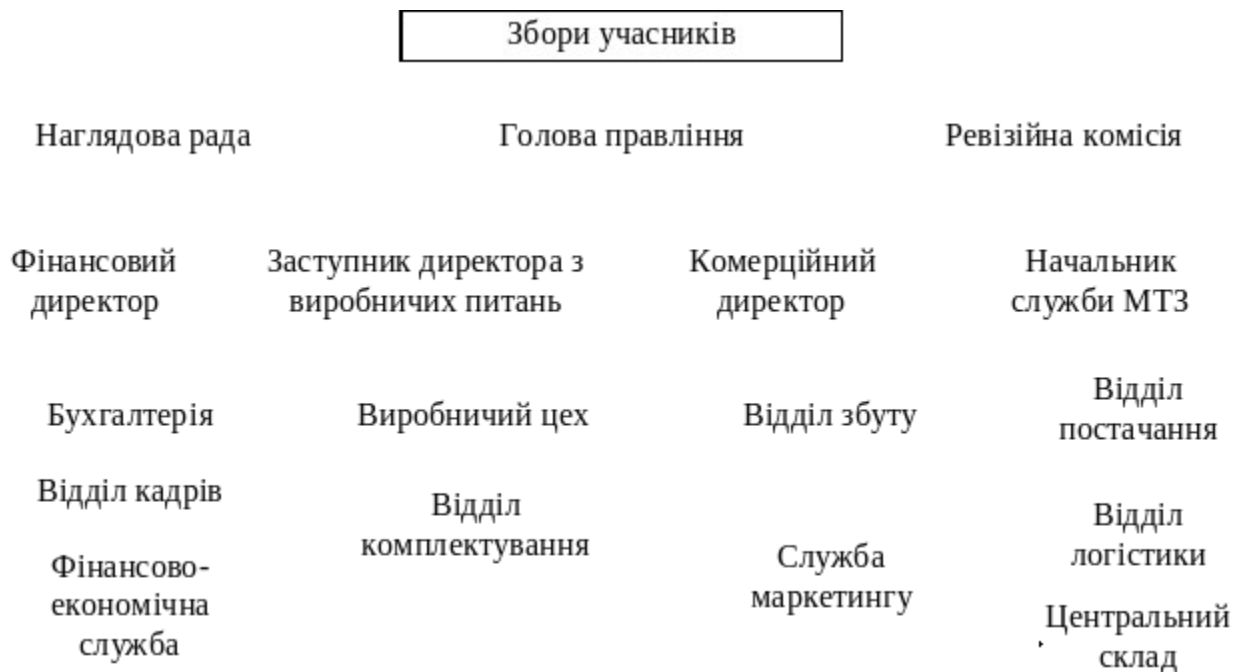 Збори учасників
Наглядова рада
Голова правління
Ревізійна комісія
Фінансовий
директор
Заступник директора з
виробничих питань
Комерційний
директор
Начальник
служби МТЗ
Бухгалтерія
Виробничий цех
Відділ збуту
Відділ
постачання
Відділ кадрів
Відділ
комплектування
Відділ
логістики
Фінансово-
економічна
служба
Служба
маркетингу
Центральний
склад